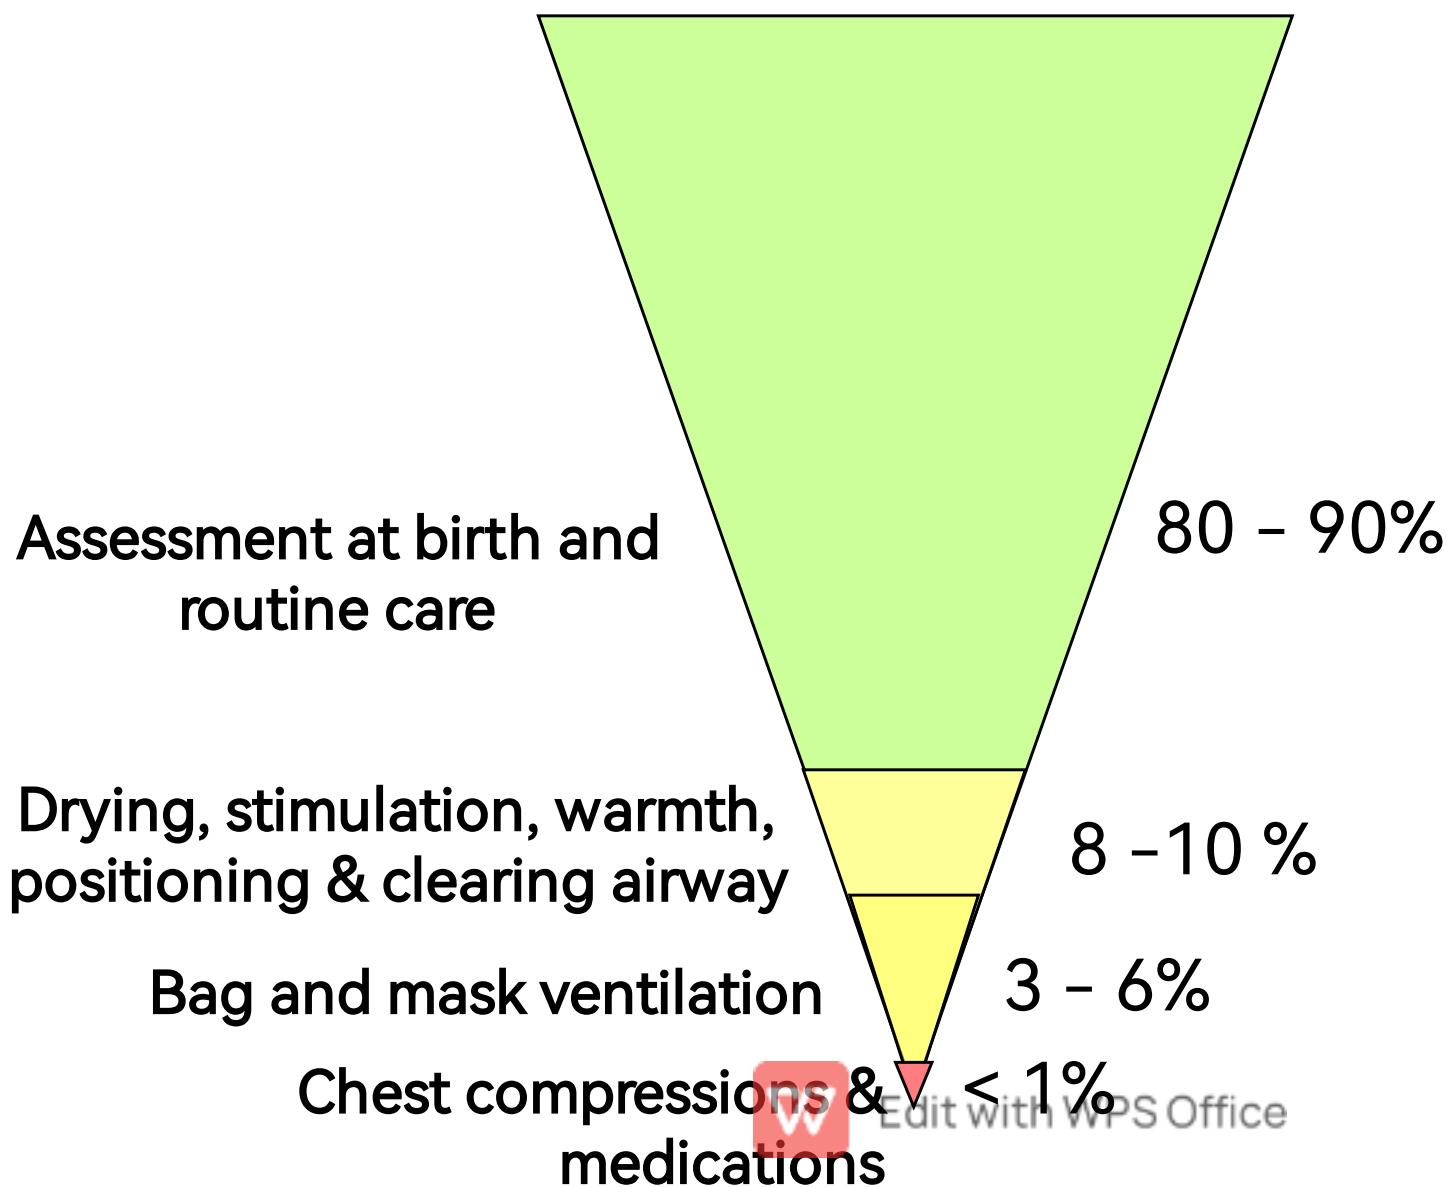 Assessment at birth and
routine care
80 - 90%
Drying, stimulation, warmth,
positioning & clearing airway
8 -10 %
Bag and mask ventilation
3 - 6%
Chest compressions &
medications
< 1%
W Edit with WPS Office